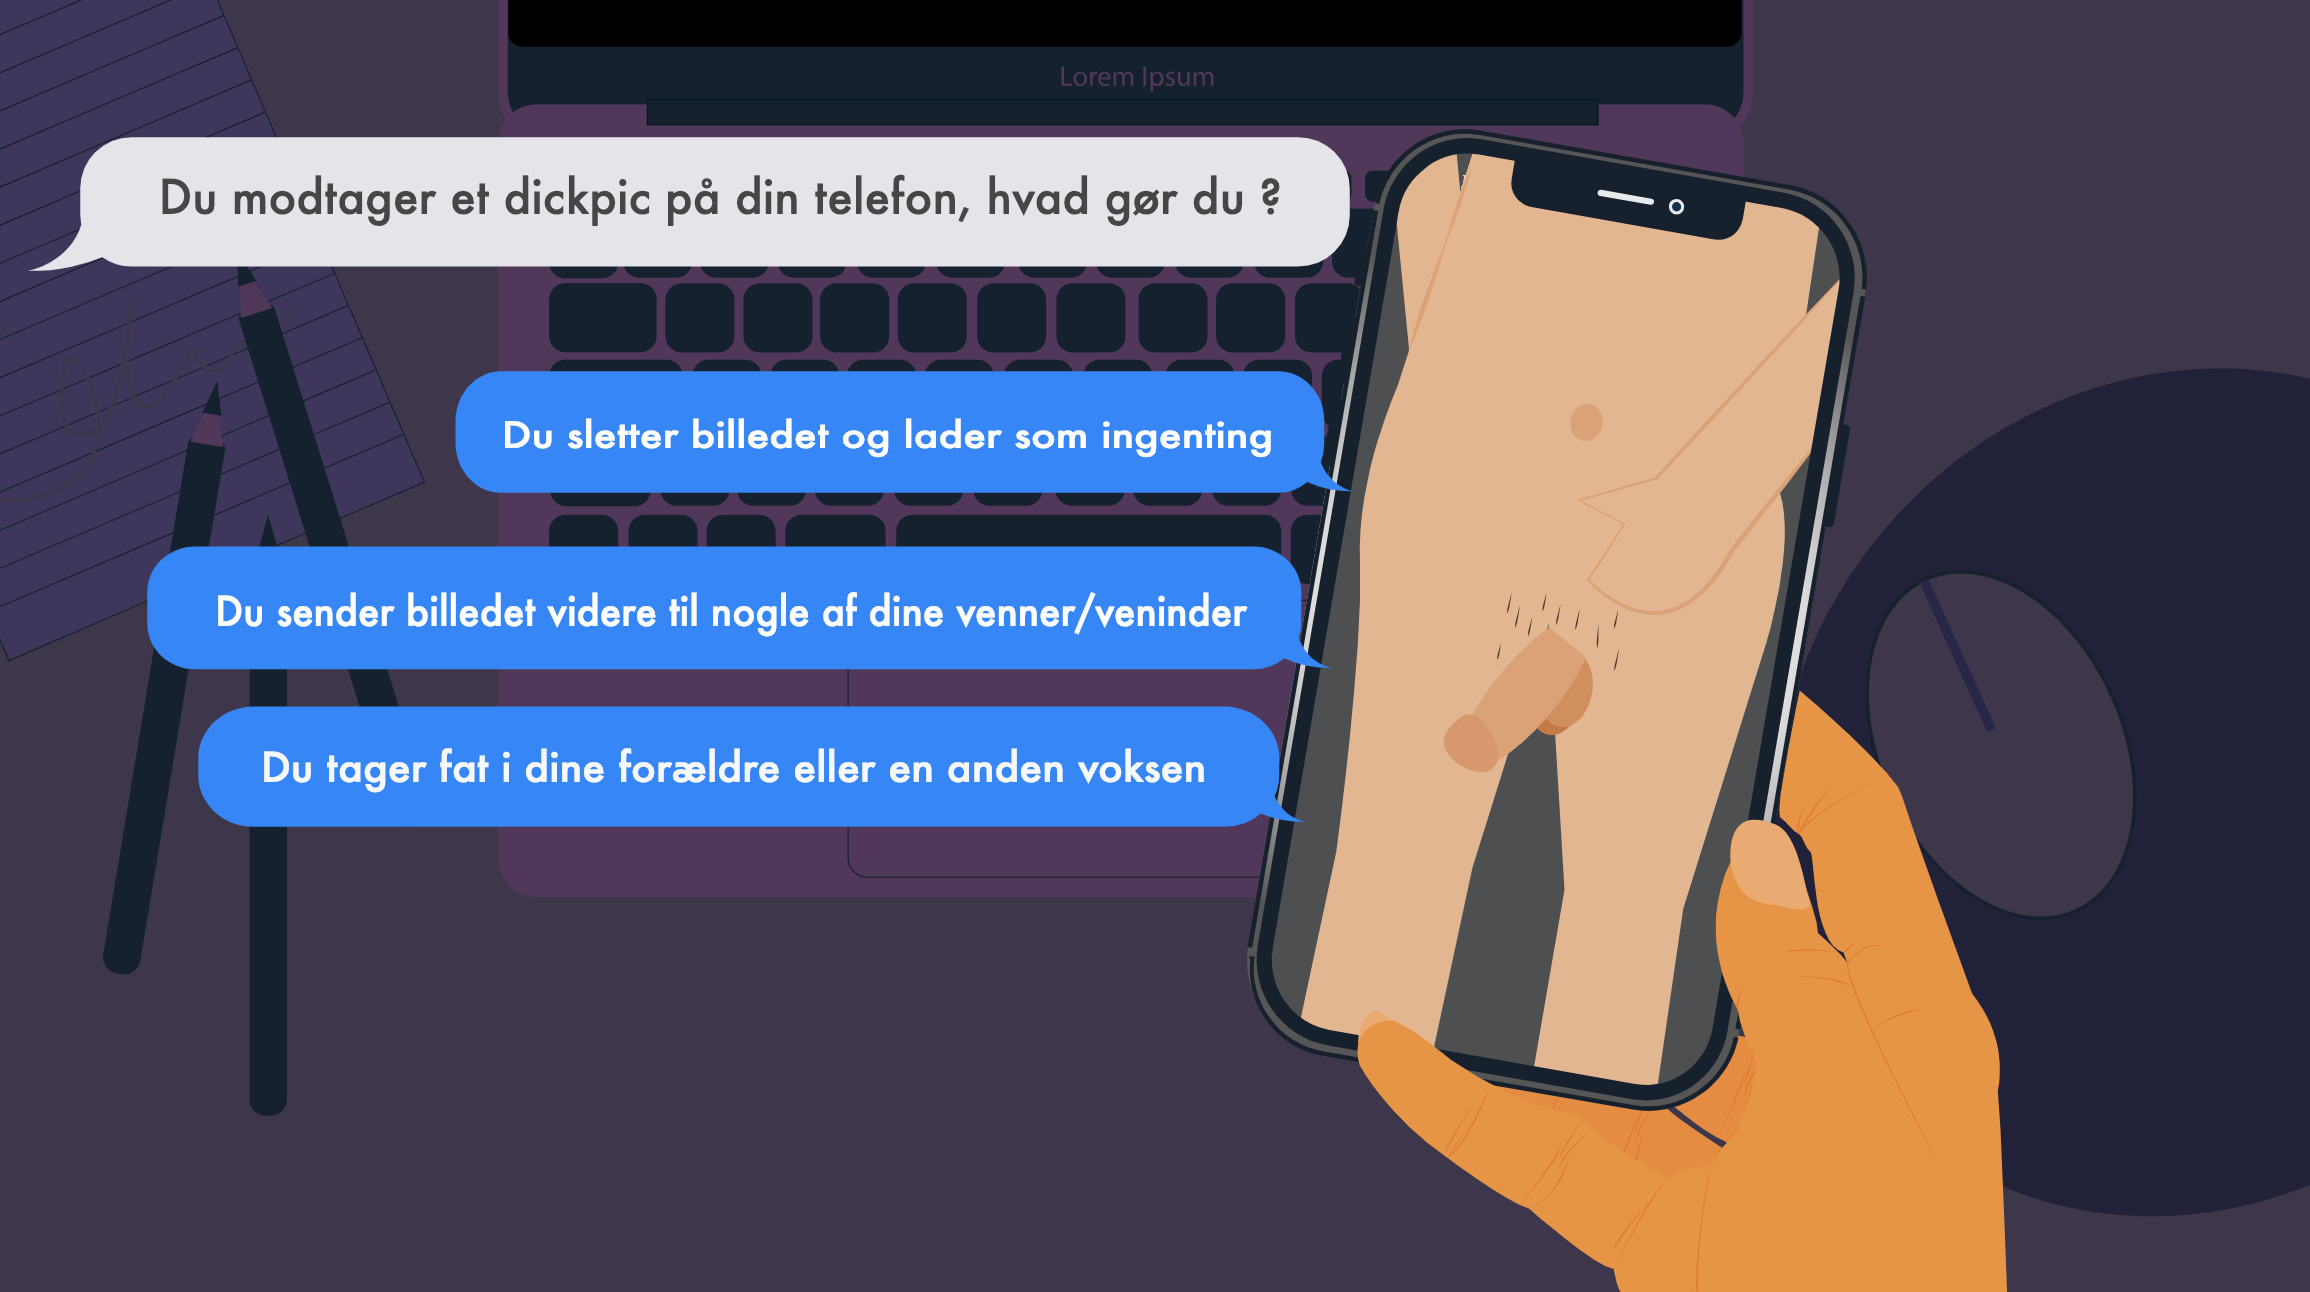 Lorem Ipsum
Du modtager et dickpic på din telefon, hvad gør du ?
Du sletter billedet og lader som ingenting
Du sender billedet videre til nogle af dine venner/veninder
Du tager fat i dine forældre eller en anden voksen